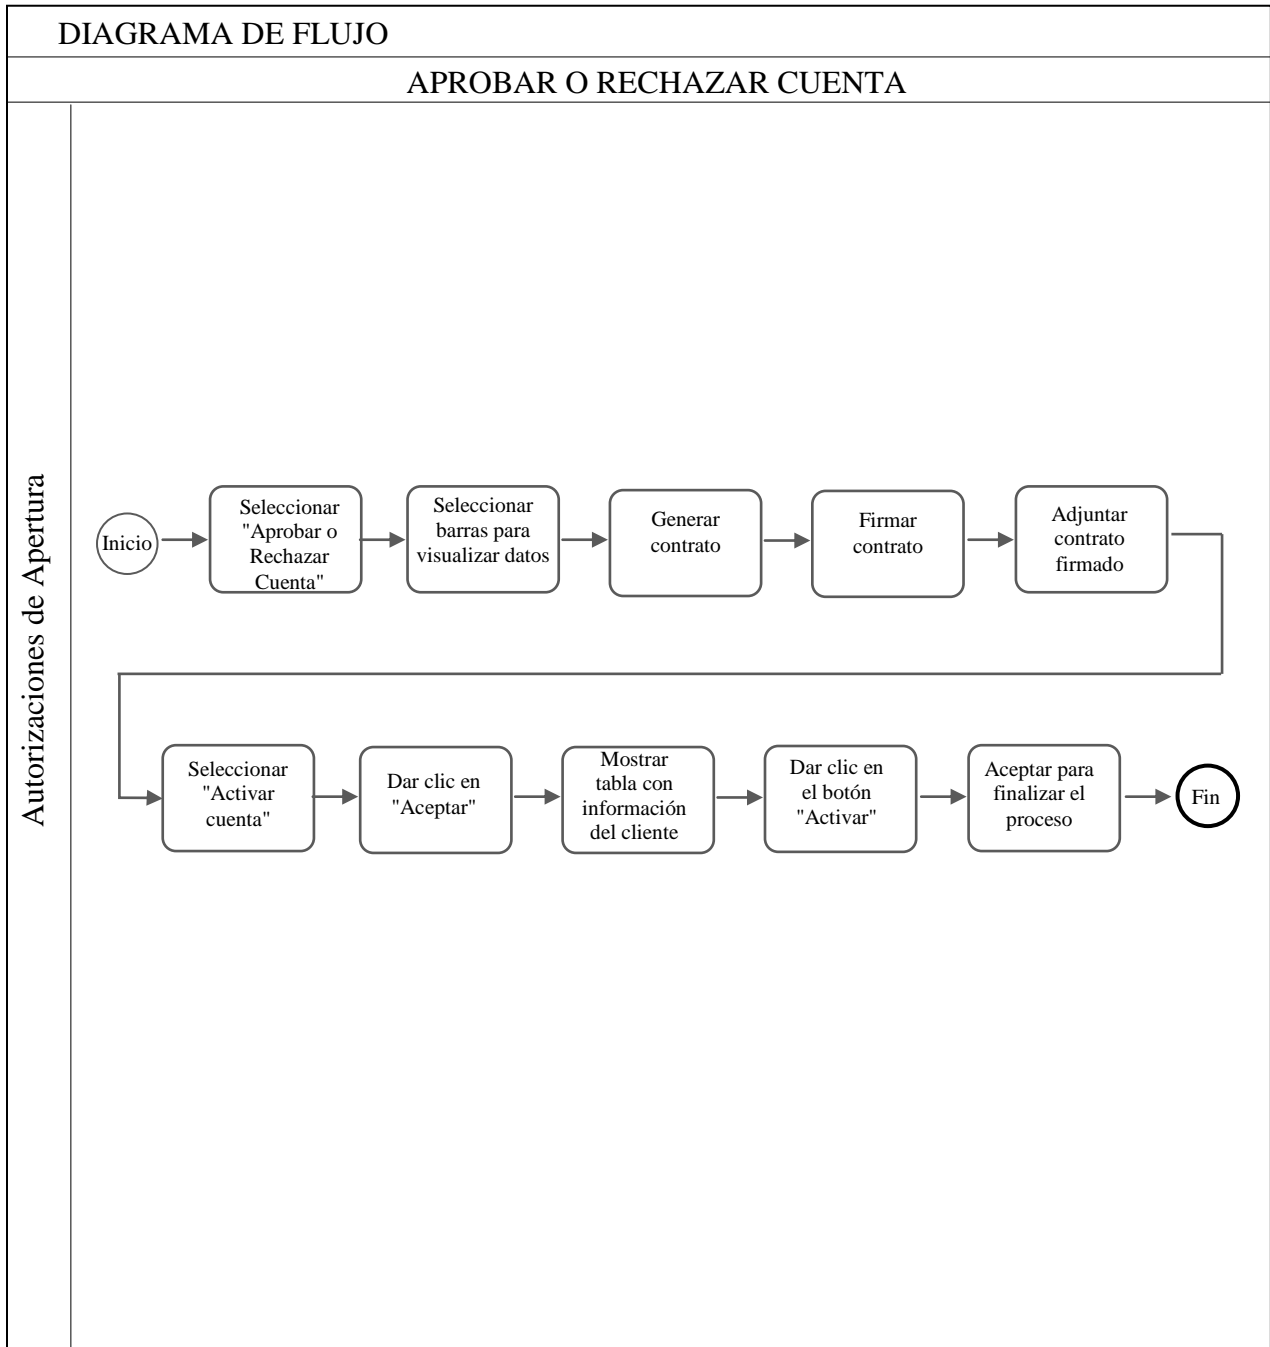 DIAGRAMA DE FLUJO
APROBAR O RECHAZAR CUENTA
Autorizaciones de Apertura
Inicio
Seleccionar
"Aprobar o
Rechazar
Cuenta"
Seleccionar
barras para
visualizar datos
Generar
contrato
Firmar
contrato
Adjuntar
contrato
firmado
Seleccionar
"Activar
cuenta"
Dar clic en
"Aceptar"
Mostrar
tabla con
información
del cliente
Dar clic en
el botón
"Activar"
Aceptar para
finalizar el
proceso
Fin